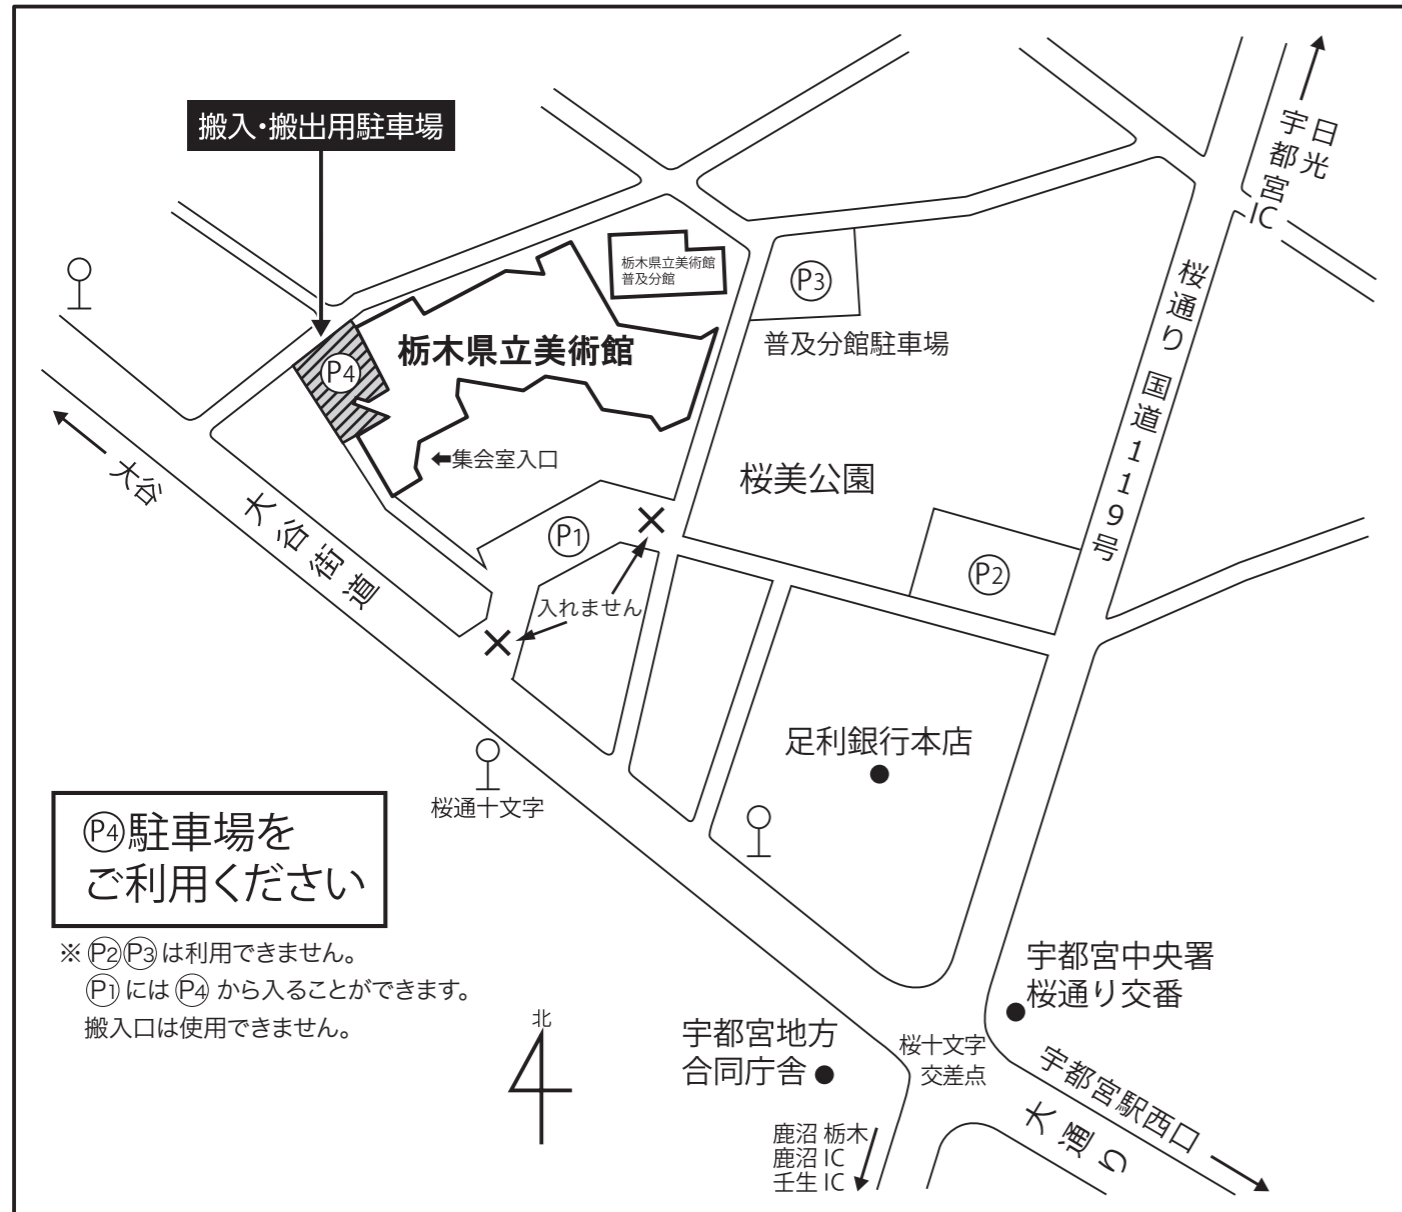 搬入・搬出用駐車場
日光
宇都宮IC
栃木県立美術館
普及分館
P3
普及分館駐車場
栃木県立美術館
P4
集会室入口
桜通り 国道119号
大谷
大谷街道
桜美公園
P1
P2
入れません
足利銀行本店
桜通十文字
P4駐車場を
ご利用ください
※P2P3は利用できません。
P1にはP4から入ることができます。
搬入口は使用できません。
北
宇都宮中央署
桜通り交番
宇都宮地方
合同庁舎
桜十文字
交差点
宇都宮駅西口
大通り
鹿沼 栃木
鹿沼 IC
壬生 IC